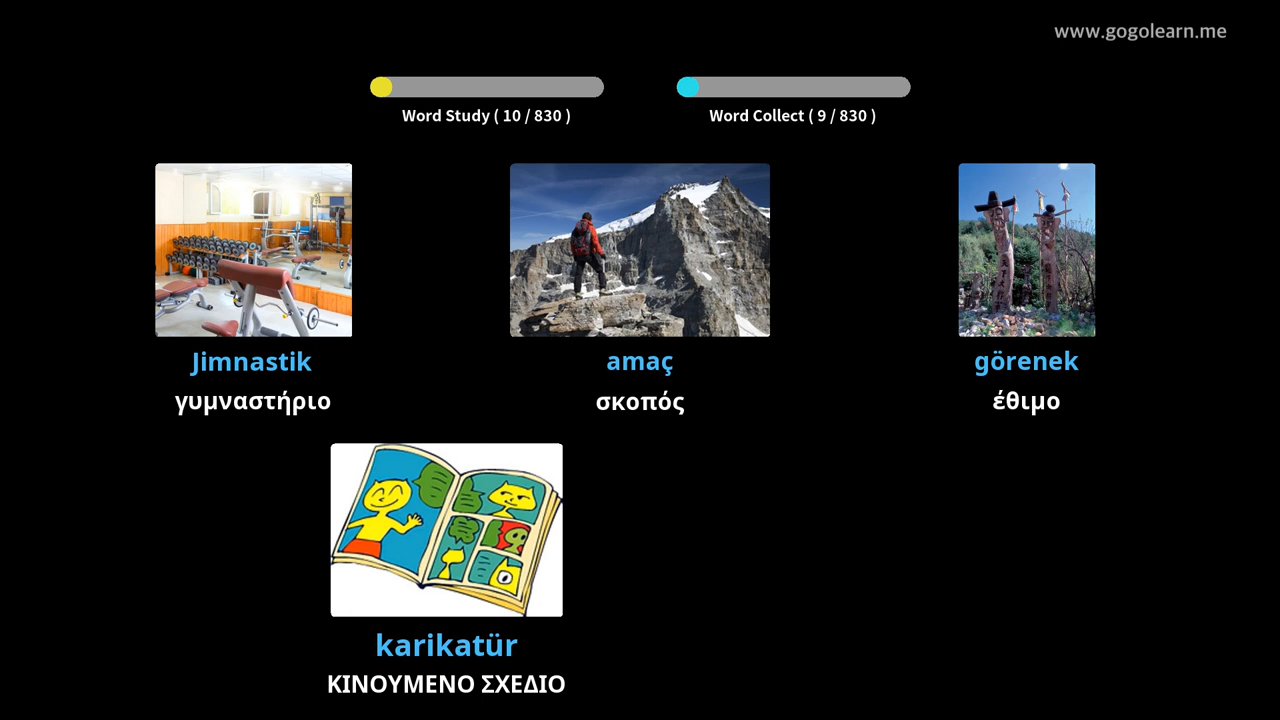 www.gogolearn.me
Word Study ( 10 / 830 )
Word Collect ( 9 / 830 )
Jimnastik
γυμναστήριο
amaç
σκοπός
görenek
έθιμο
karikatür
ΚΙΝΟΥΜΕΝΟ ΣΧΕΔΙΟ